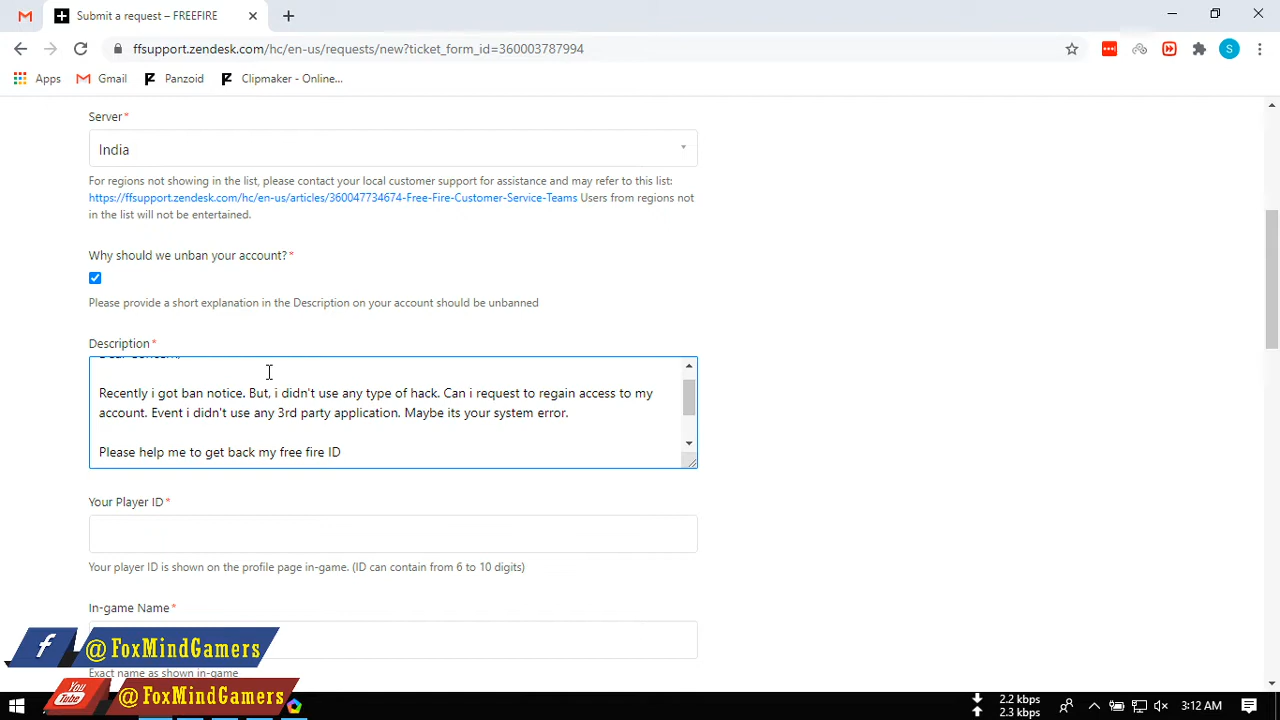 Submit a request – FREEFIRE
ffsupport.zendesk.com/hc/en-us/requests/new?ticket_form_id=360003787994
S
Apps Gmail Panzoid Clipmaker - Online...
Server*
India
For regions not showing in the list, please contact your local customer support for assistance and may refer to this list:
https://ffsupport.zendesk.com/hc/en-us/articles/360047734674-Free-Fire-Customer-Service-Teams Users from regions not
in the list will not be entertained.
Why should we unban your account?*
Please provide a short explanation in the Description on your account should be unbanned
Description*
Recently i got ban notice. But, i didn't use any type of hack. Can i request to regain access to my
account. Event i didn't use any 3rd party application. Maybe its your system error.
Please help me to get back my free fire ID
Your Player ID*
Your player ID is shown on the profile page in-game. (ID can contain from 6 to 10 digits)
In-game Name*
f @FoxMindGamers
Exact name as shown in-game
You Tube @FoxMindGamers
2.2 kbps
2.3 kbps
3:12 AM